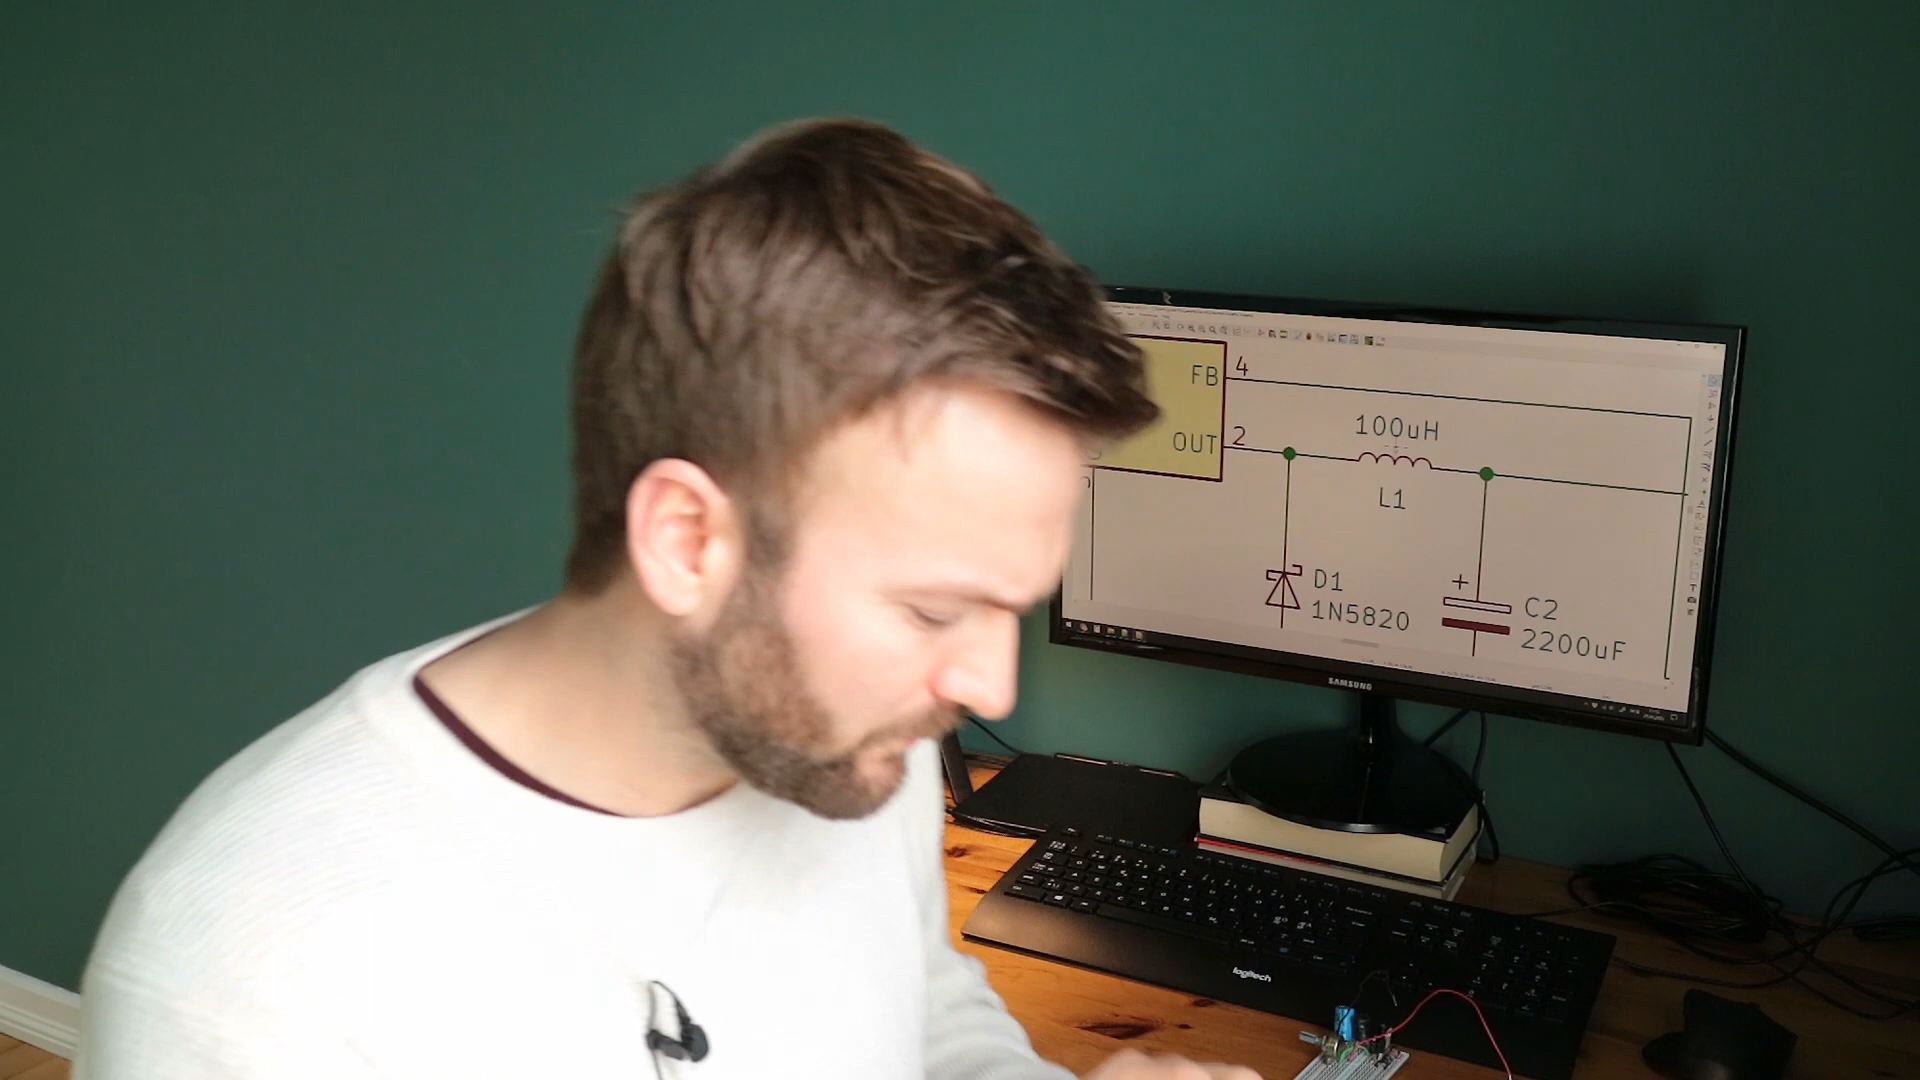 FB 4
100uH
OUT 2
L1
D1
1N5820
+
C2
2200uF
SAMSUNG
logitech